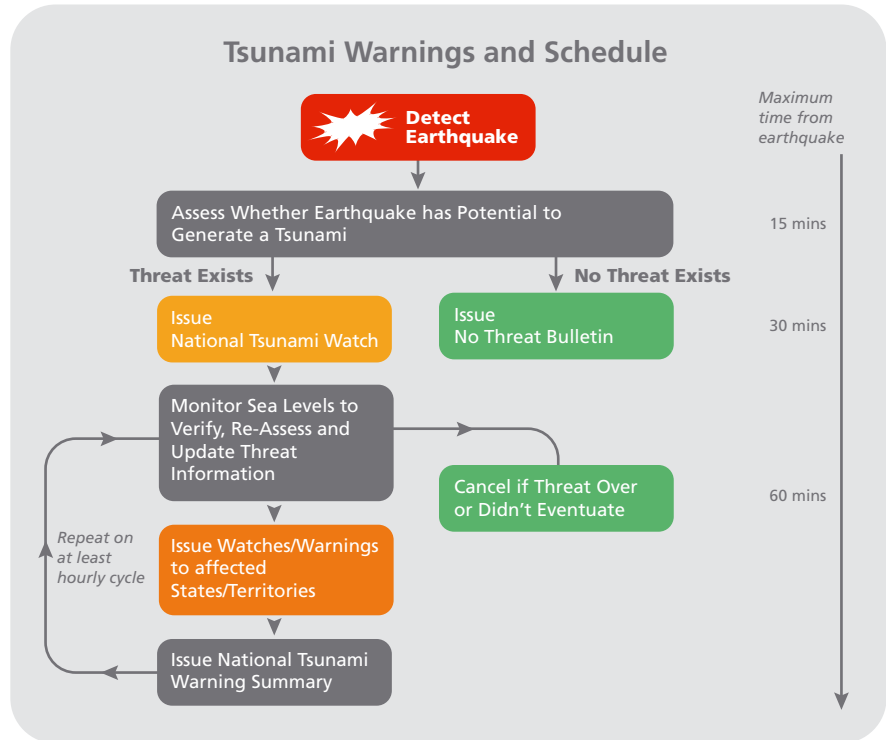 Tsunami Warnings and Schedule
Detect
Earthquake
Maximum
time from
earthquake
Assess Whether Earthquake has Potential to
Generate a Tsunami
15 mins
Threat Exists
No Threat Exists
Issue
National Tsunami Watch
Issue
No Threat Bulletin
30 mins
Monitor Sea Levels to
Verify, Re-Assess and
Update Threat
Information
Cancel if Threat Over
or Didn't Eventuate
60 mins
Repeat on
at least
hourly cycle
Issue Watches/Warnings
to affected
States/Territories
Issue National Tsunami
Warning Summary